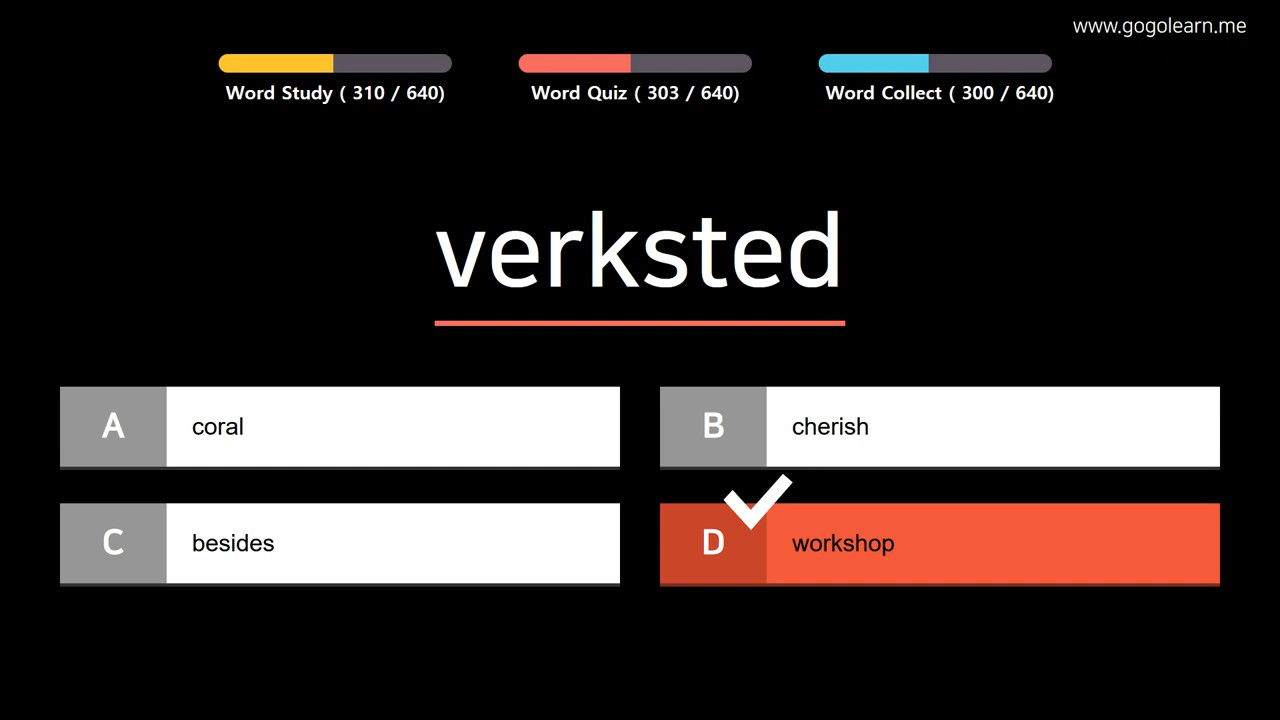 www.gogolearn.me
Word Study ( 310 / 640)
Word Quiz ( 303 / 640)
Word Collect ( 300 / 640)
verksted
A coral
B cherish
C besides
D workshop